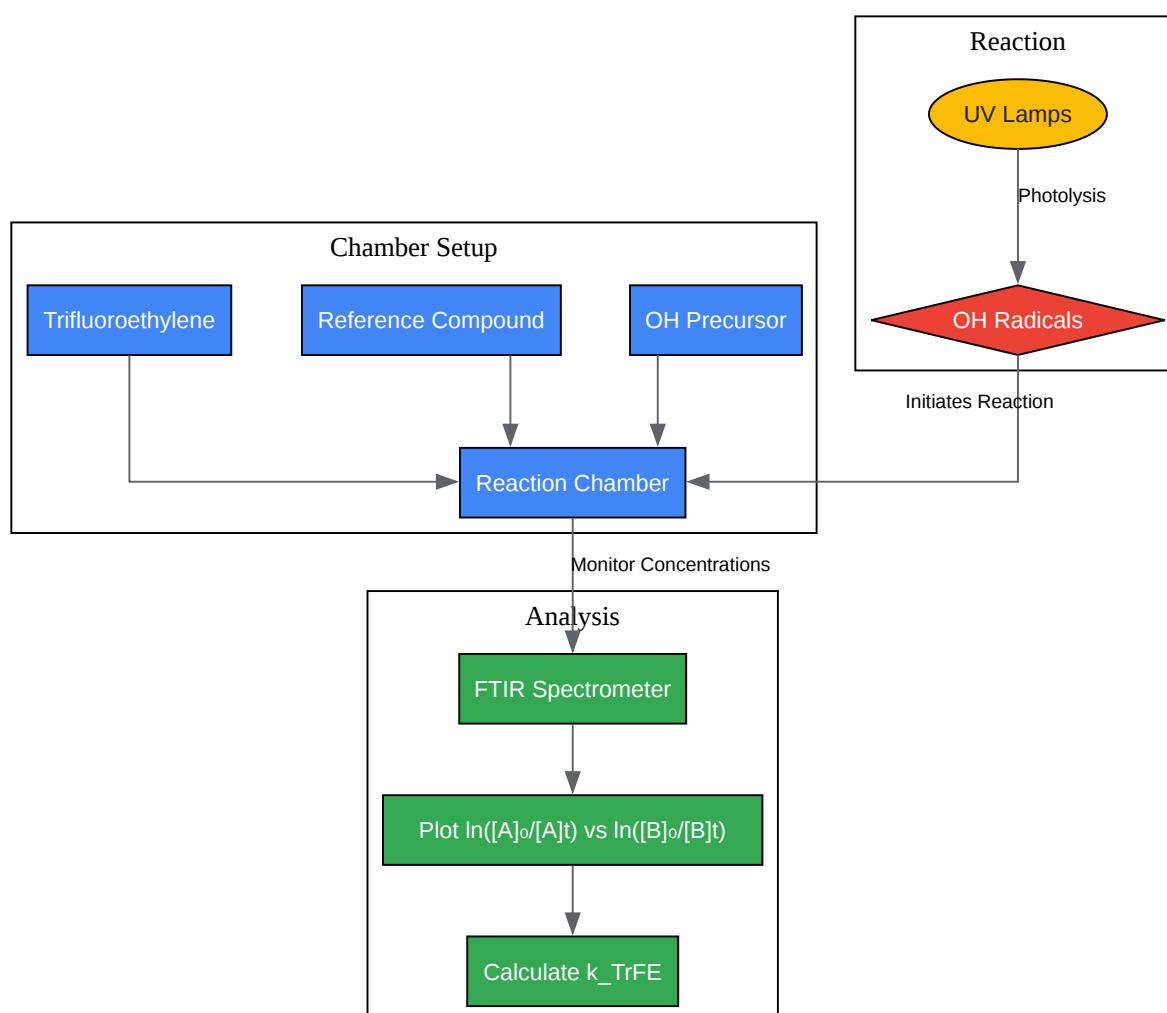 Reaction
UV Lamps
Photolysis
Chamber Setup
Trifluoroethylene
Reference Compound
OH Precursor
OH Radicals
Initiates Reaction
Reaction Chamber
Monitor Concentrations
Analysis
FTIR Spectrometer
Plot ln([A]₀/[A]t) vs ln([B]₀/[B]t)
Calculate k_TrFE